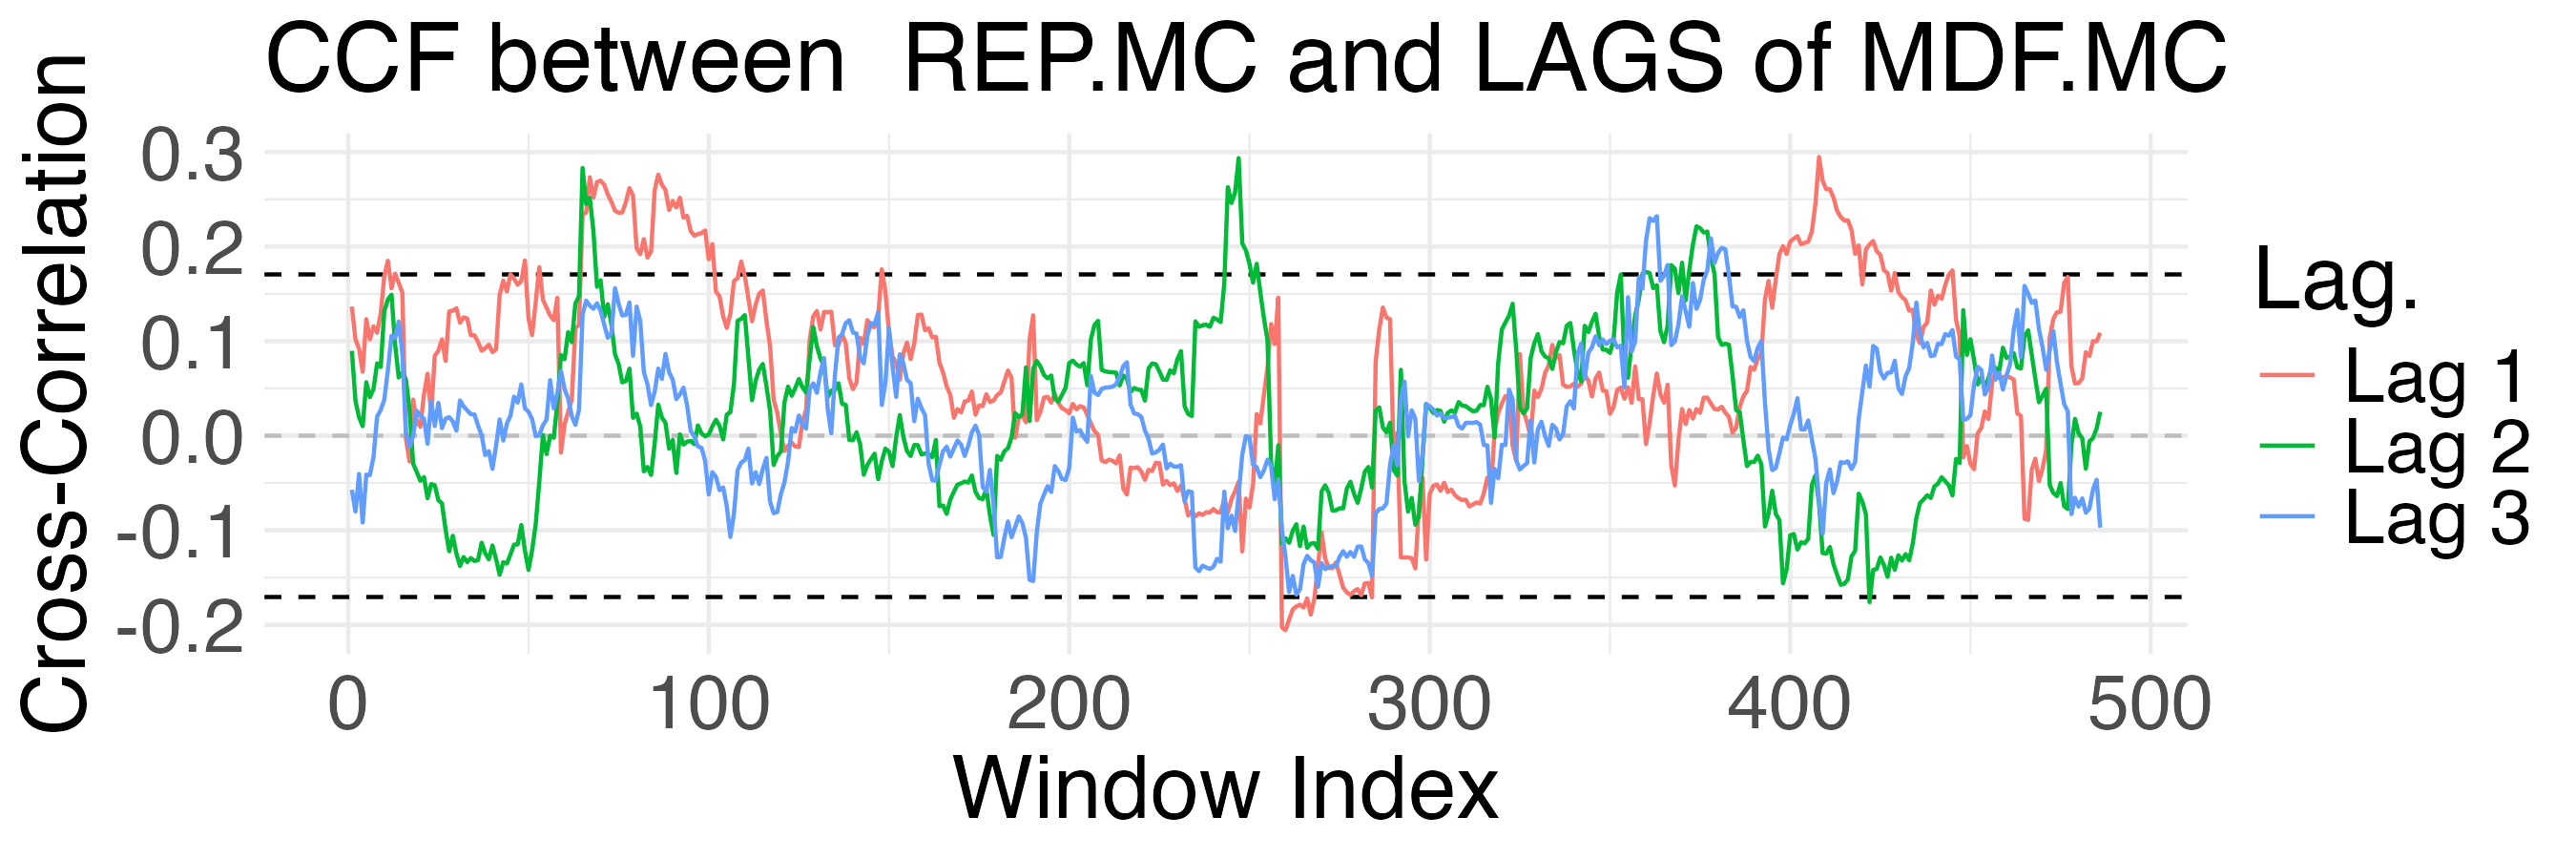 CCF between  REP.MC and LAGS of MDF.MC
Cross-Correlation
0.3
0.2
0.1
0.0
-0.1
-0.2
0 100 200 300 400 500
Window Index
Lag.
Lag 1
Lag 2
Lag 3